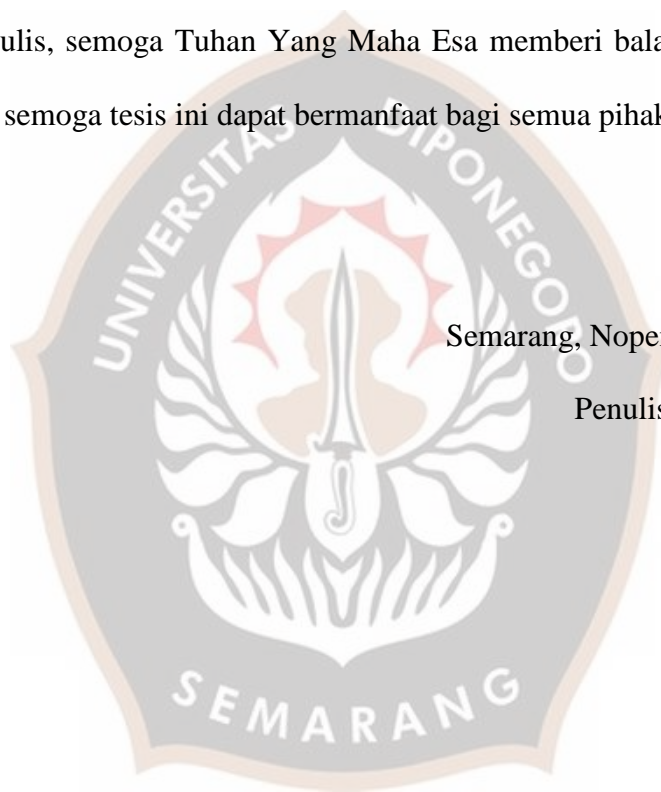 ulis, semoga Tuhan Yang Maha Esa memberi bala
semoga tesis ini dapat bermanfaat bagi semua pihak
UNIVERSITAS DIPONEGORO
Semarang, Nope
Penulis
SEMARANG